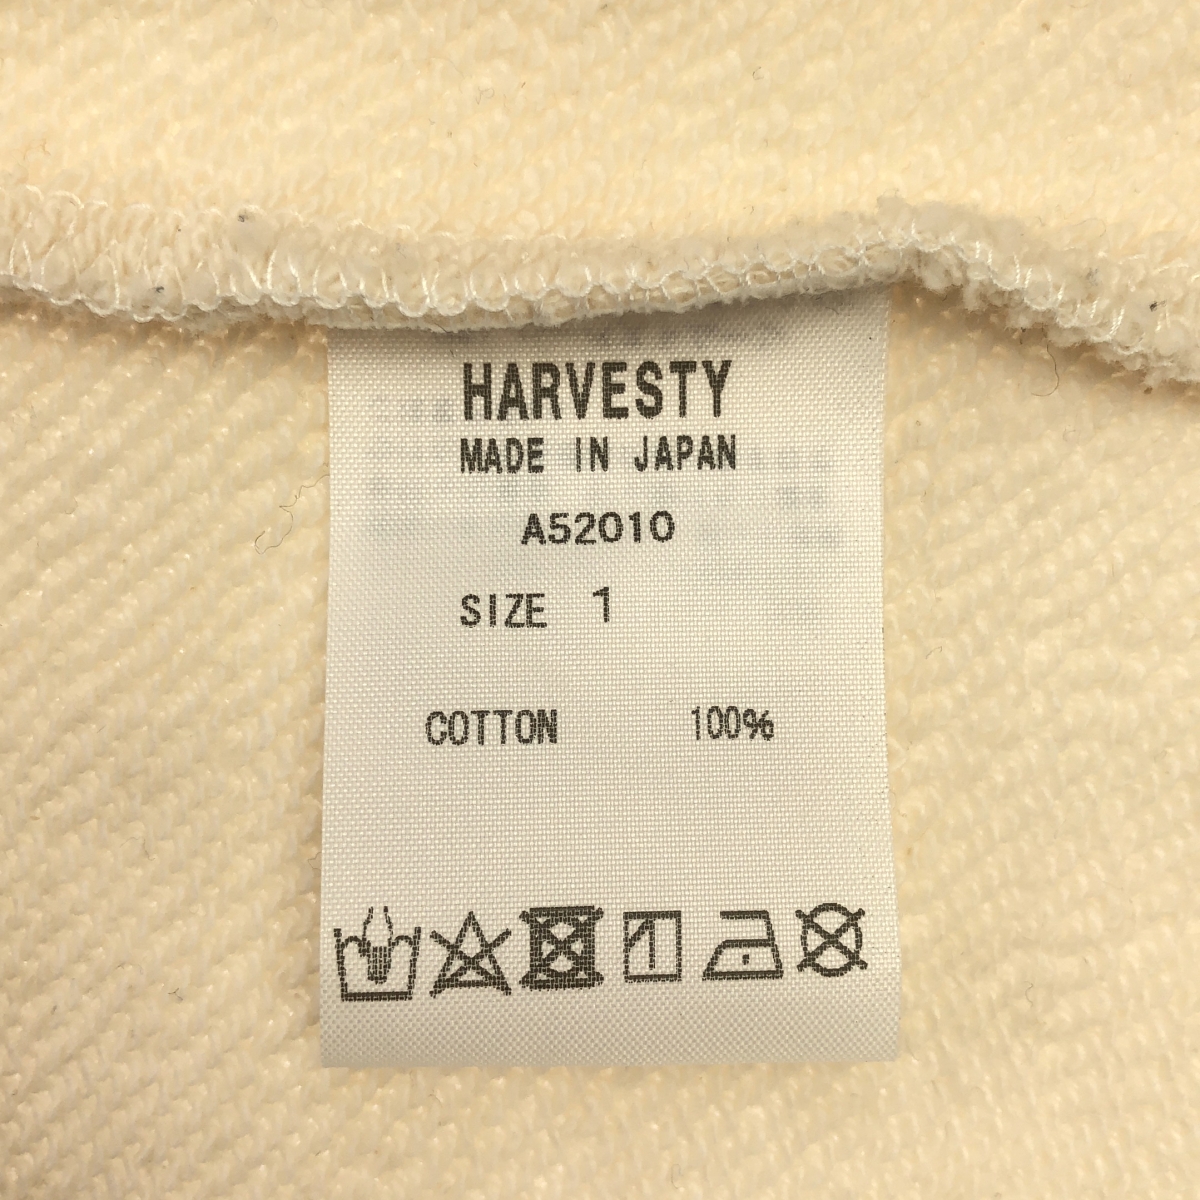 HARVESTY
MADE IN JAPAN
A52010
SIZE 1
COTTON 100%